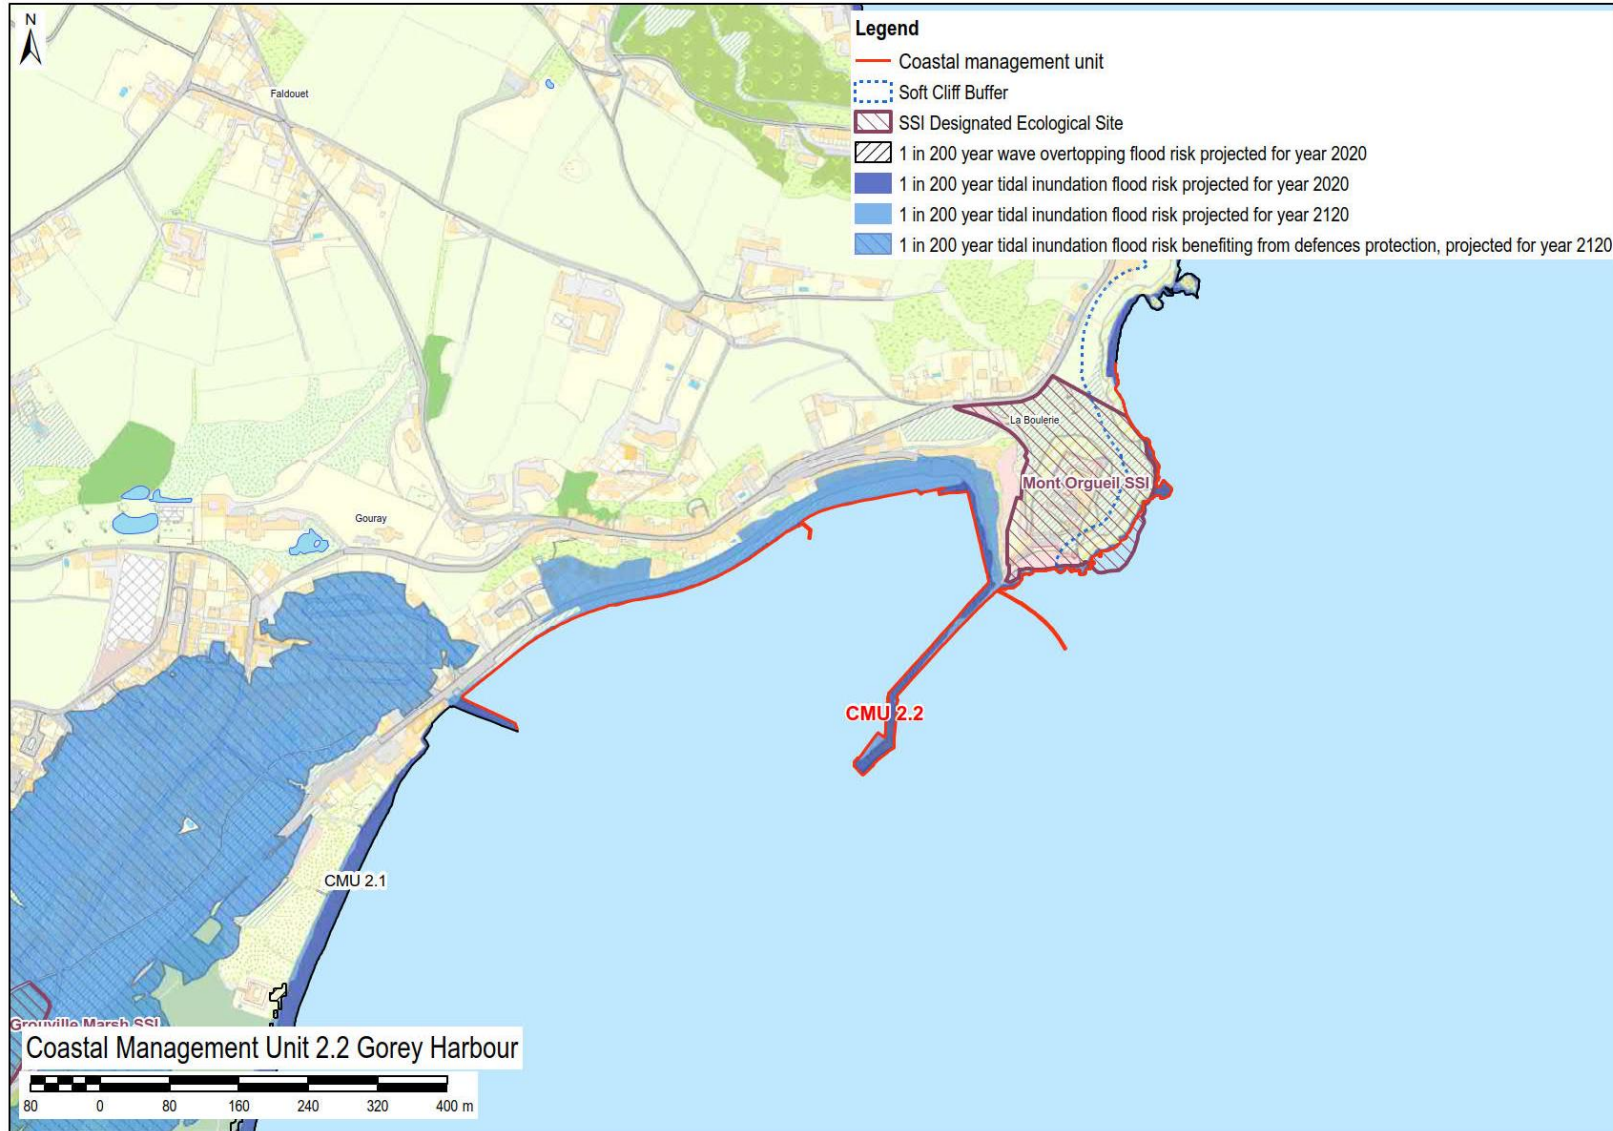 N
Legend
Coastal management unit
Soft Cliff Buffer
SSI Designated Ecological Site
1 in 200 year wave overtopping flood risk projected for year 2020
1 in 200 year tidal inundation flood risk projected for year 2020
1 in 200 year tidal inundation flood risk projected for year 2120
1 in 200 year tidal inundation flood risk benefiting from defences protection, projected for year 2120
Faldouet
La Boulerie
Mont Orgueil SSI
Gouray
CMU 2.2
CMU 2.1
Grouville Marsh SSI
Coastal Management Unit 2.2 Gorey Harbour
80 0 80 160 240 320 400 m